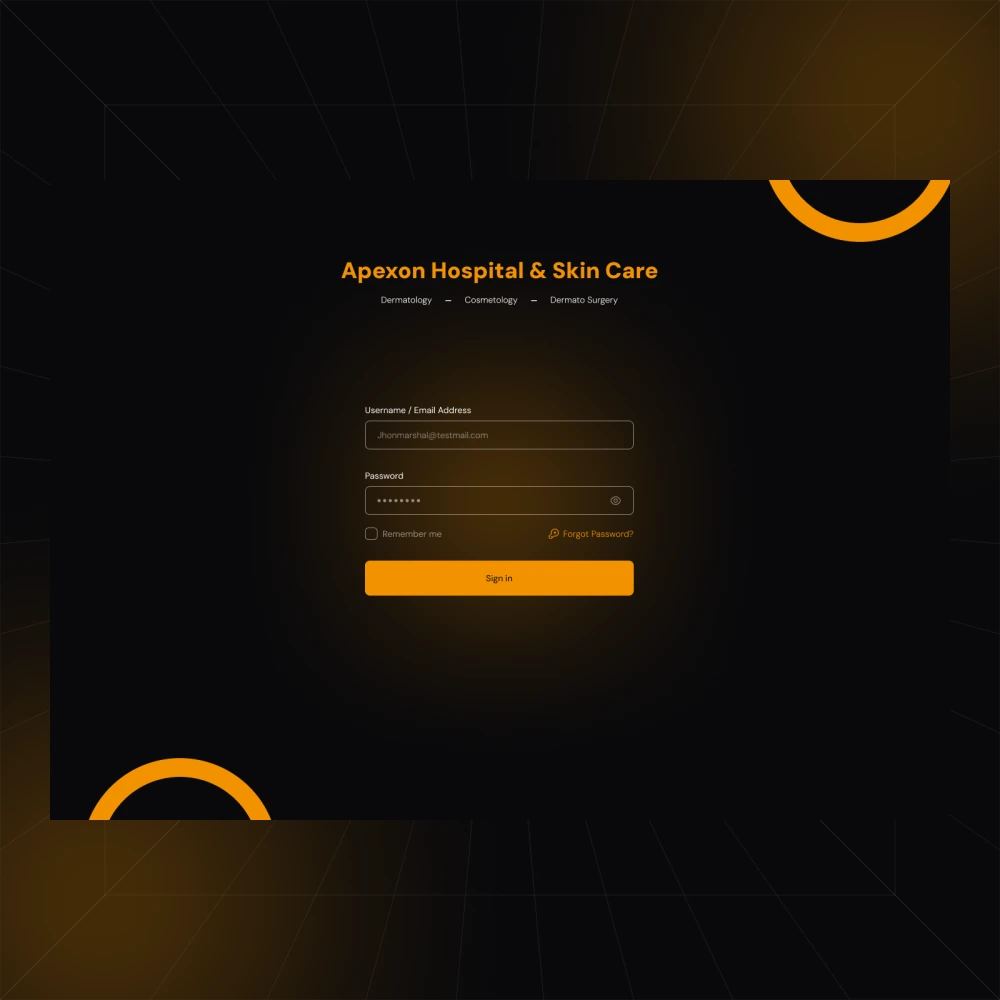 Apexon Hospital & Skin Care
Dermatology – Cosmetology – Dermato Surgery
Username / Email Address
Jhonmarshal@testmail.com
Password
••••••••
Remember me Forgot Password?
Sign in